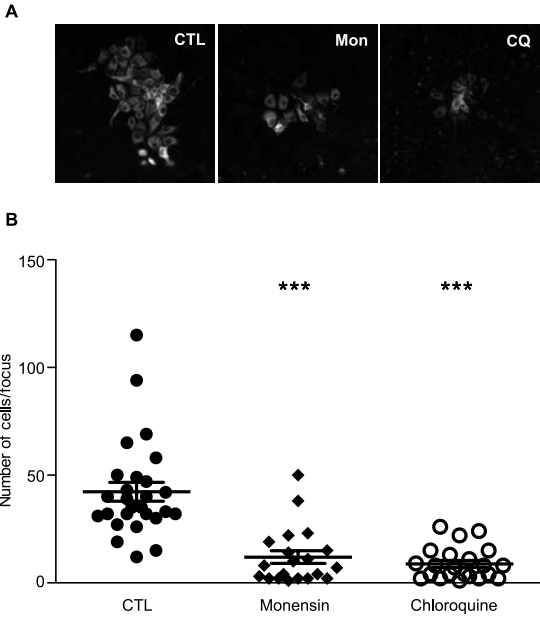 A
CTL
Mon
CQ
B
150
100
50
0
Number of cells/focus
***
***
CTL
Monensin
Chloroquine